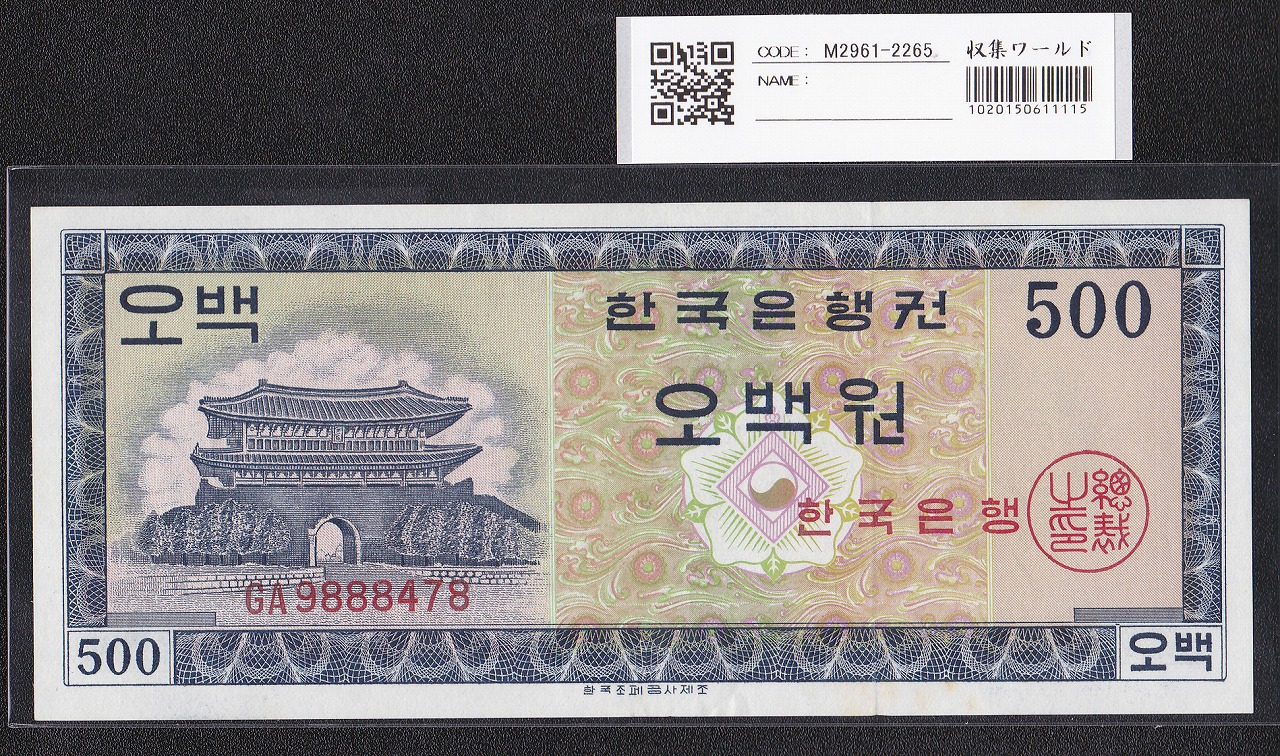 CODE: M2961-2265
NAME:
収集ワールド
1020150611115
오백
한국은행권
500
오백원
한국은행
總裁之印
GA9888478
500
오백
한국조폐공사제조